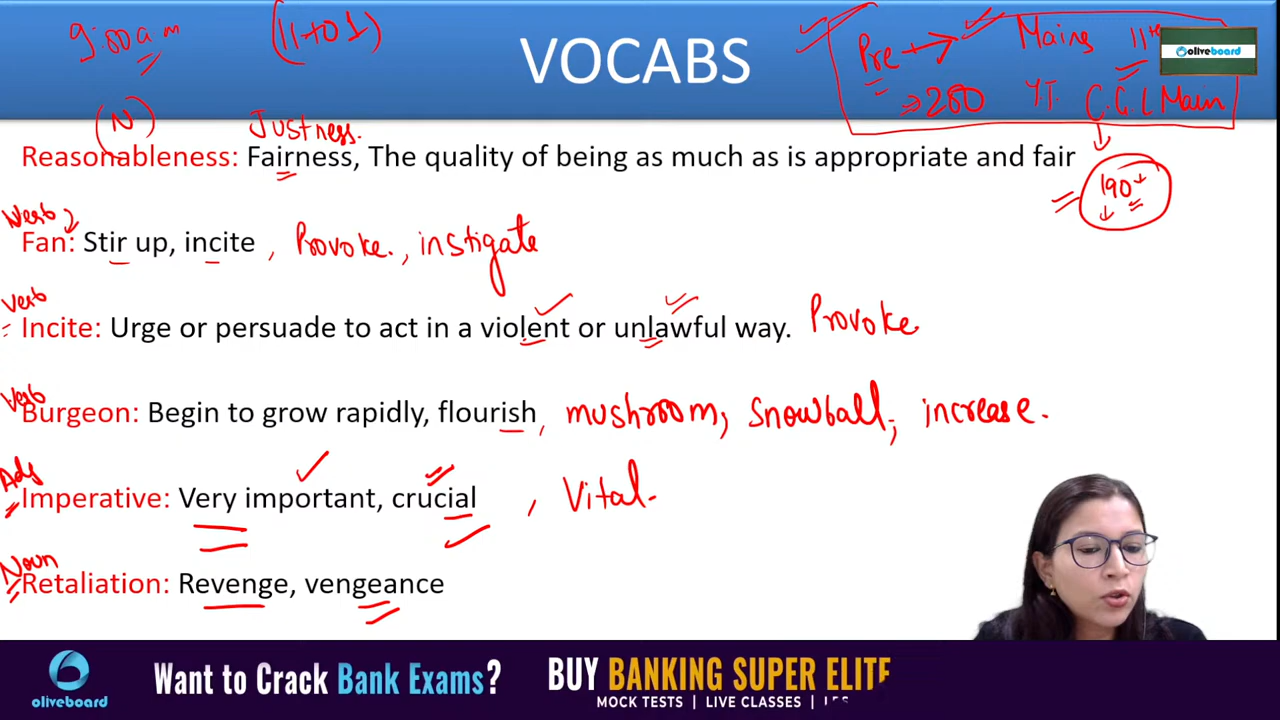 9:00 a m (11+01) VOCABS Pre → Mains 11th oliveboard
→ 280 Y.T. C.G.L Main
(N) Justness.
Reasonableness: Fairness, The quality of being as much as is appropriate and fair
190+
Verb
Fan: Stir up, incite , Provoke. , instigate
Verb
Incite: Urge or persuade to act in a violent or unlawful way. Provoke
Verb
Burgeon: Begin to grow rapidly, flourish , mushroom, Snowball, increase.
Adj
Imperative: Very important, crucial , Vital.
Noun
Retaliation: Revenge, vengeance
oliveboard Want to Crack Bank Exams? BUY BANKING SUPER ELITE
MOCK TESTS | LIVE CLASSES |